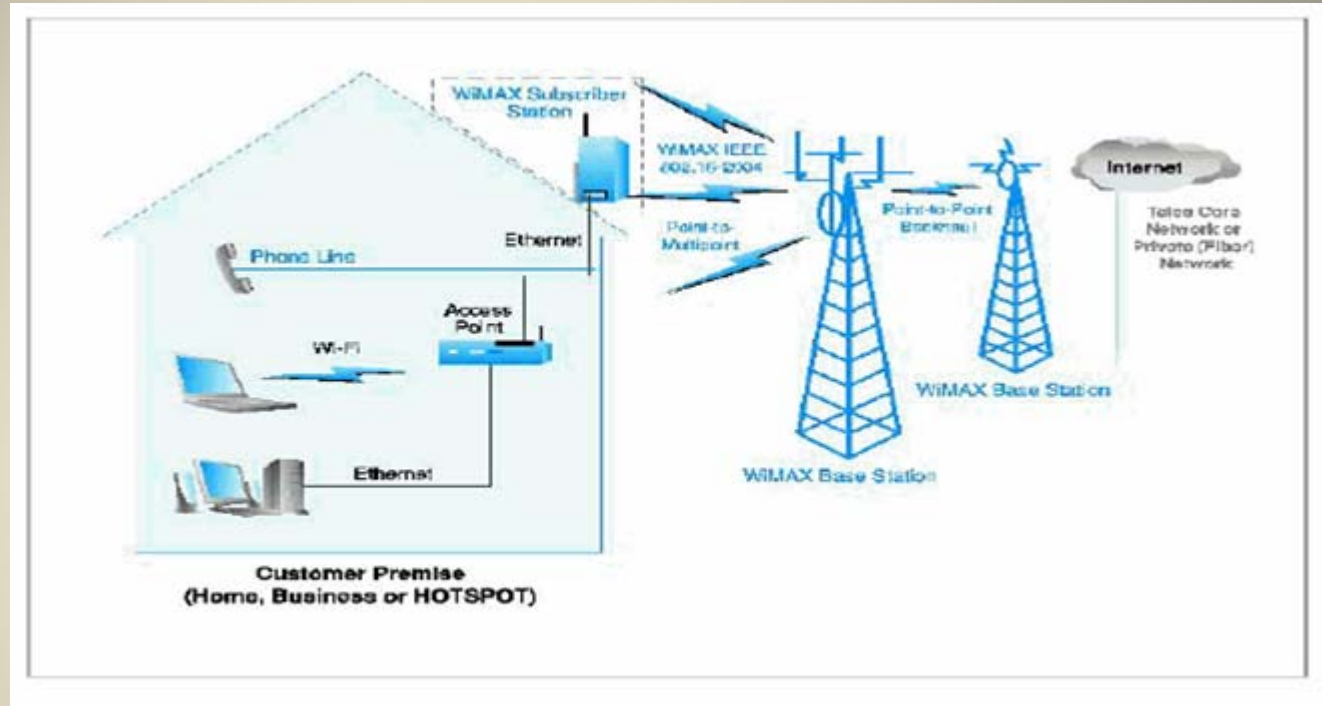 WiMAX Subscriber
Station
WiMAX IEEE
802.16-2004
Point-to-
Multipoint
Ethernet
Phone Line
Access
Point
Wi-Fi
Ethernet
Customer Premise
(Home, Business or HOTSPOT)
Point-to-Point
Backhaul
WiMAX Base Station
WiMAX Base Station
Internet
Telco Core
Network or
Private (Fiber)
Network